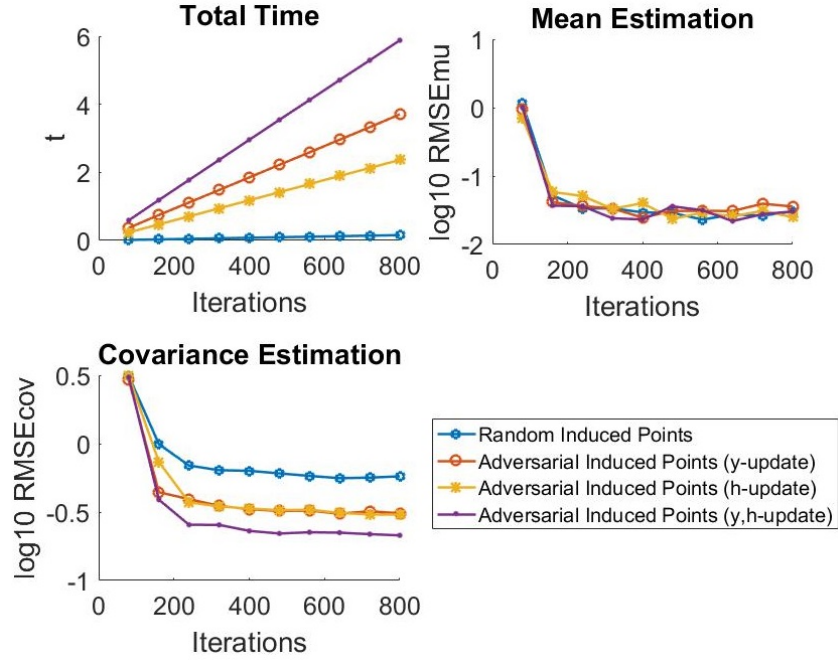 Total Time
6
4
2
0
t
0 200 400 600 800
Iterations
Mean Estimation
1
0
-1
-2
log10 RMSEmu
0 200 400 600 800
Iterations
Covariance Estimation
0.5
0
-0.5
-1
log10 RMSEcov
0 200 400 600 800
Iterations
Random Induced Points
Adversarial Induced Points (y-update)
Adversarial Induced Points (h-update)
Adversarial Induced Points (y,h-update)